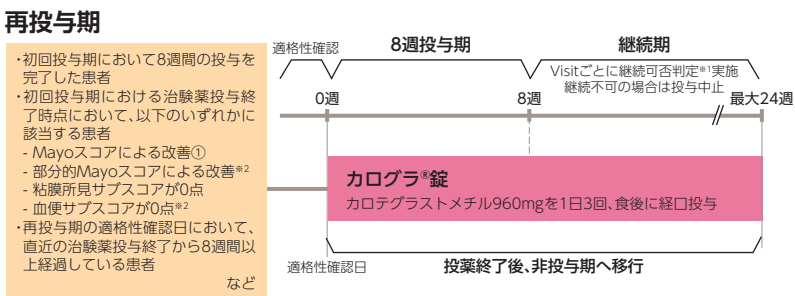 再投与期
・初回投与期において8週間の投与を
完了した患者
・初回投与期における治験薬投与終
了時点において、以下のいずれかに
該当する患者
- Mayoスコアによる改善①
- 部分的Mayoスコアによる改善※2
- 粘膜所見サブスコアが0点
- 血便サブスコアが0点※2
・再投与期の適格性確認日において、
直近の治験薬投与終了から8週間以
上経過している患者
など
適格性確認
8週投与期
継続期
Visitごとに継続可否判定※1実施
継続不可の場合は投与中止
0週
8週
最大24週
カログラ®錠
カロテグラストメチル960mgを1日3回、食後に経口投与
適格性確認日
投薬終了後、非投与期へ移行